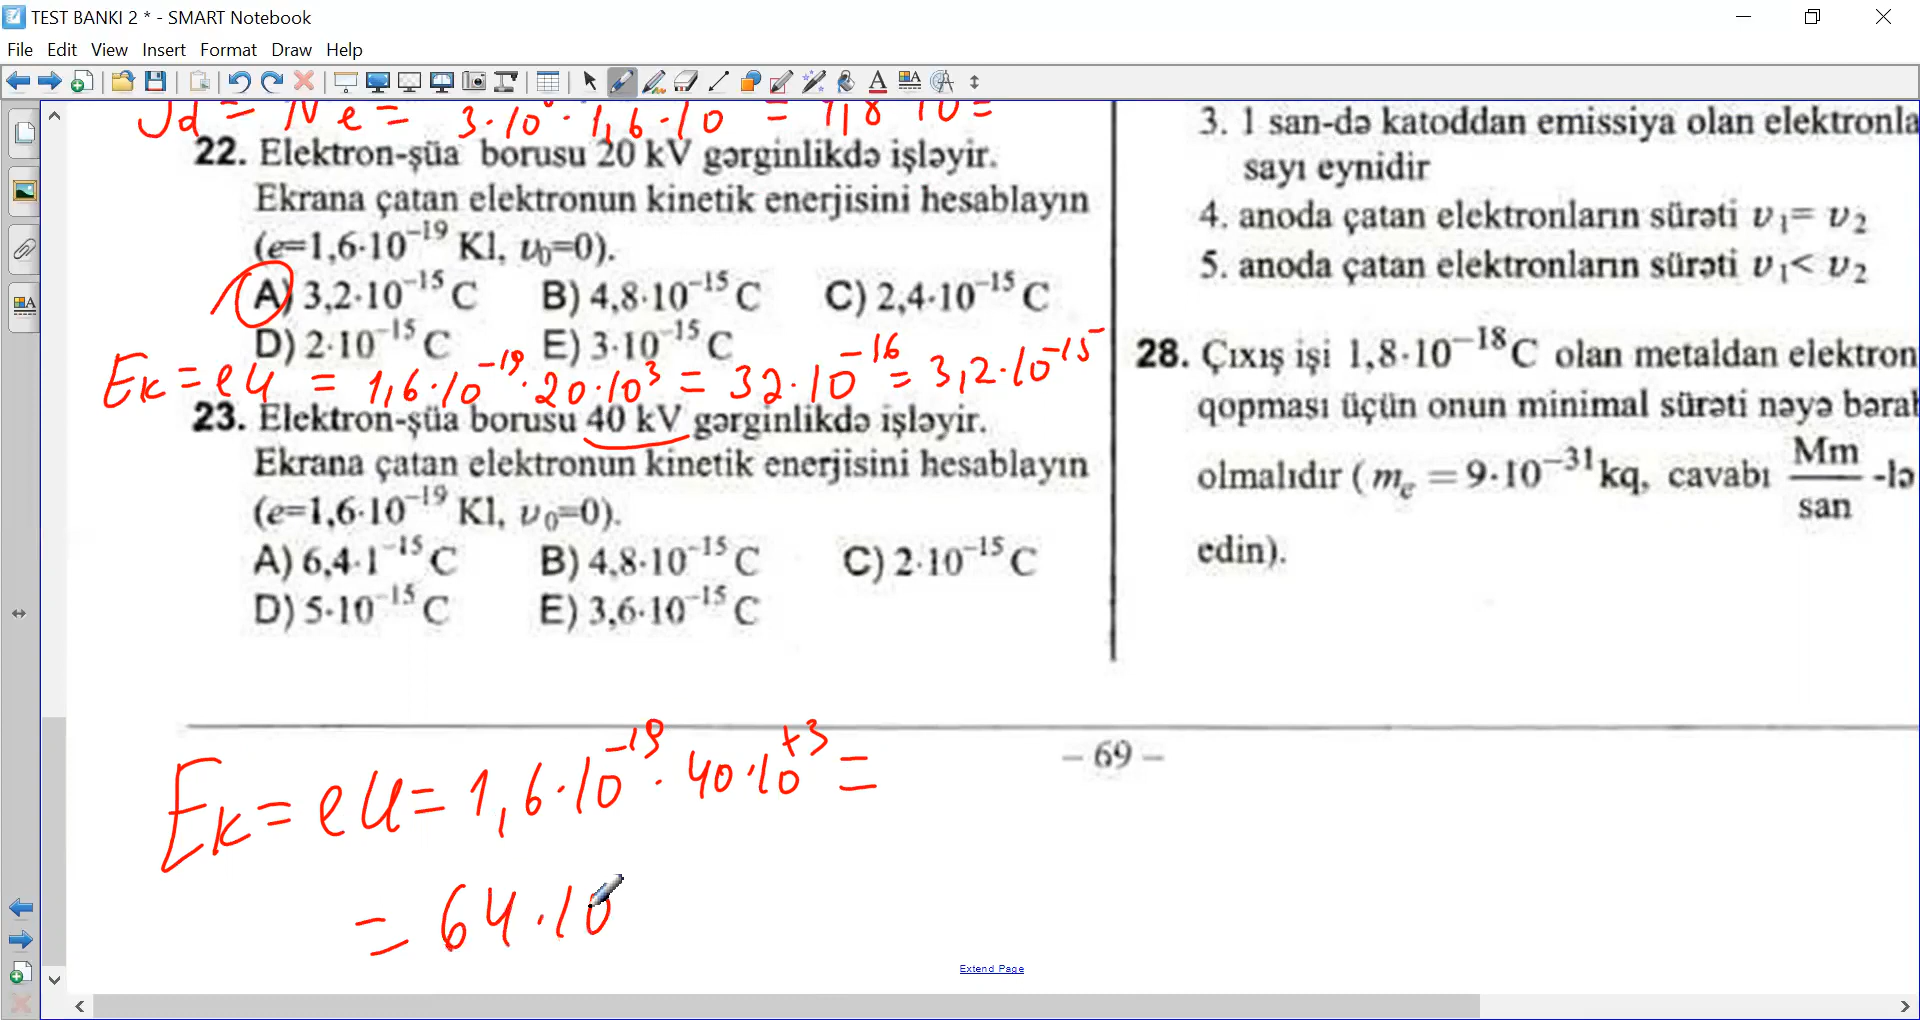 TEST BANKI 2 * - SMART Notebook
File Edit View Insert Format Draw Help
22. Elektron-şüa borusu 20 kV gərginlikdə işləyir.
Ekrana çatan elektronun kinetik enerjisini hesablayın
(e=1,6·10⁻¹⁹ Kl, υ₀=0).
A) 3,2·10⁻¹⁵ C B) 4,8·10⁻¹⁵ C C) 2,4·10⁻¹⁵ C
D) 2·10⁻¹⁵ C E) 3·10⁻¹⁵ C
Eκ = eU = 1,6·10⁻¹⁹·20·10³ = 32·10⁻¹⁶ = 3,2·10⁻¹⁵
23. Elektron-şüa borusu 40 kV gərginlikdə işləyir.
Ekrana çatan elektronun kinetik enerjisini hesablayın
(e=1,6·10⁻¹⁹ Kl, υ₀=0).
A) 6,4·1⁻¹⁵ C B) 4,8·10⁻¹⁵ C C) 2·10⁻¹⁵ C
D) 5·10⁻¹⁵ C E) 3,6·10⁻¹⁵ C
Eκ = eU = 1,6·10⁻¹⁹·40·10⁺³ =
= 64·10
3. 1 san-də katoddan emissiya olan elektronla
sayı eynidir
4. anoda çatan elektronların sürəti υ₁= υ₂
5. anoda çatan elektronların sürəti υ₁< υ₂
28. Çıxış işi 1,8·10⁻¹⁸ C olan metaldan elektron
qopması üçün onun minimal sürəti nəyə bəra
olmalıdır (mₑ = 9·10⁻³¹ kq, cavabı Mm/san -lə
edin).
– 69 –
Extend Page